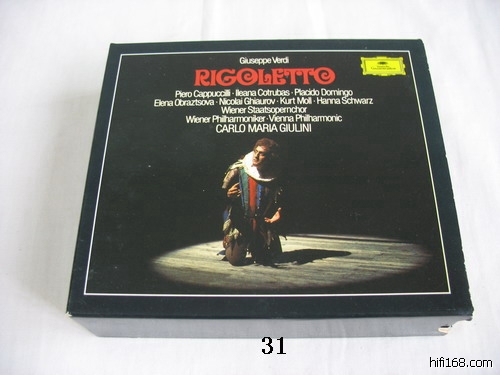 Giuseppe Verdi
RIGOLETTO
Piero Cappuccilli · Ileana Cotrubas · Placido Domingo
Elena Obraztsova · Nicolai Ghiaurov · Kurt Moll · Hanna Schwarz
Wiener Staatsopernchor
Wiener Philharmoniker · Vienna Philharmonic
CARLO MARIA GIULINI
31
hifi168.com